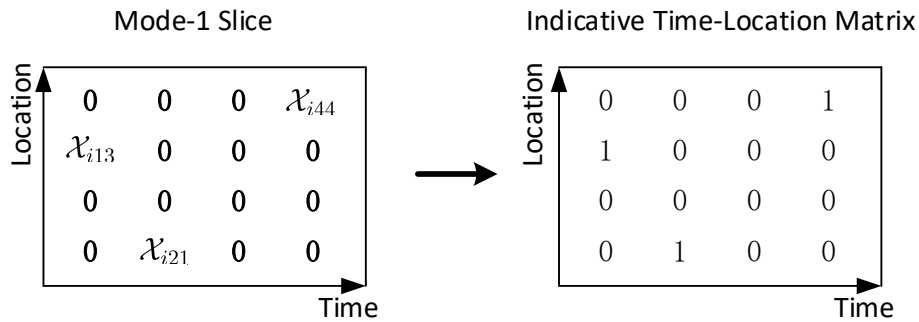 Mode-1 Slice
Location
0 0 0 𝒳i44
𝒳i13 0 0 0
0 0 0 0
0 𝒳i21 0 0
Time
Indicative Time-Location Matrix
Location
0 0 0 1
1 0 0 0
0 0 0 0
0 1 0 0
Time